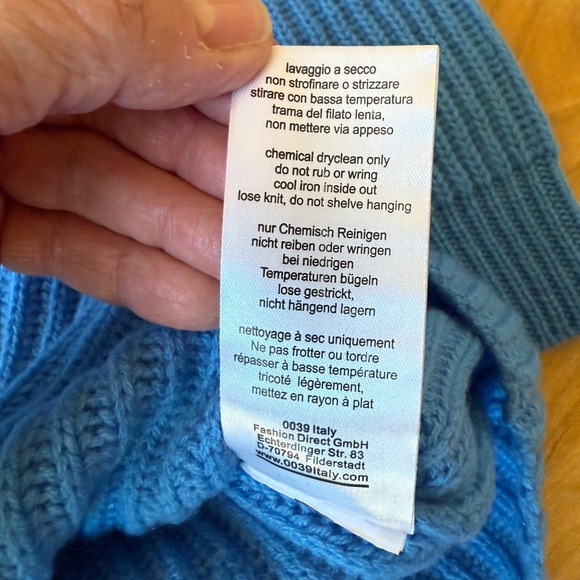 lavaggio a secco
non strofinare o strizzare
stirare con bassa temperatura
trama del filato lenta,
non mettere via appeso
chemical dryclean only
do not rub or wring
cool iron inside out
lose knit, do not shelve hanging
nur Chemisch Reinigen
nicht reiben oder wringen
bei niedrigen
Temperaturen bügeln
lose gestrickt,
nicht hängend lagern
nettoyage à sec uniquement
Ne pas frotter ou tordre
répasser à basse température
tricoté légèrement,
mettez en rayon à plat
0039 Italy
Fashion Direct GmbH
Echterdinger Str. 83
D-70794 Filderstadt
www.0039Italy.com